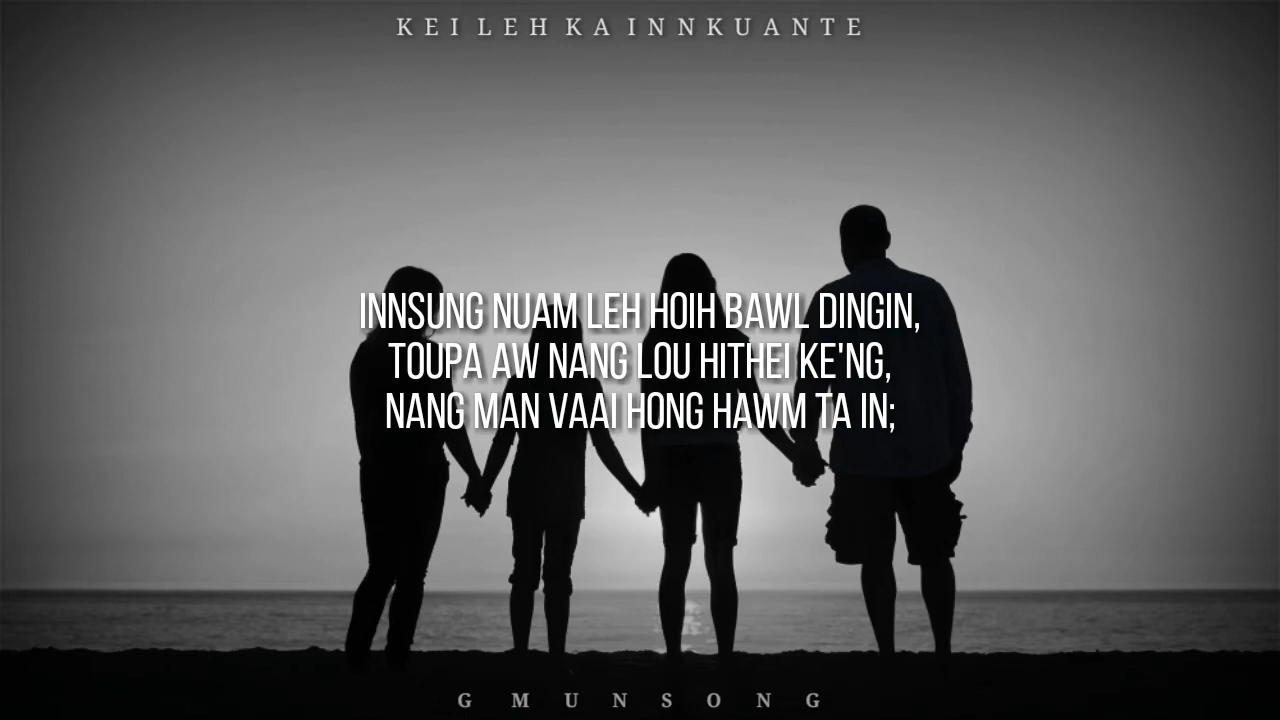 KEI LEH KA INNKUANTE
INNSUNG NUAM LEH HOIH BAWL DINGIN,
TOUPA AW NANG LOU HITHEI KE'NG,
NANG MAN VAAI HONG HAWM TA IN;
G MUNSONG